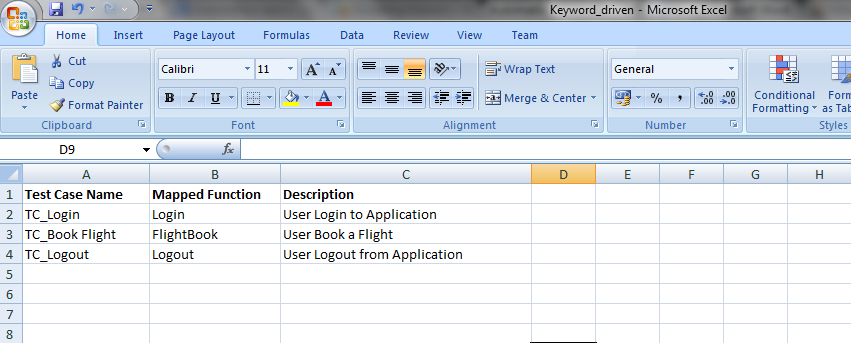 Keyword_driven - Microsoft Excel
Home Insert Page Layout Formulas Data Review View Team
Paste Cut Copy Format Painter
Clipboard
Calibri 11 A A
B I U A
Font
Wrap Text
Merge & Center
Alignment
General
% , .0 .00 .00 .0
Number
Conditional Formatting
Form as Tab
Styles
D9 fx
A B C D E F G H
1 Test Case Name Mapped Function Description
2 TC_Login Login User Login to Application
3 TC_Book Flight FlightBook User Book a Flight
4 TC_Logout Logout User Logout from Application
5
6
7
8